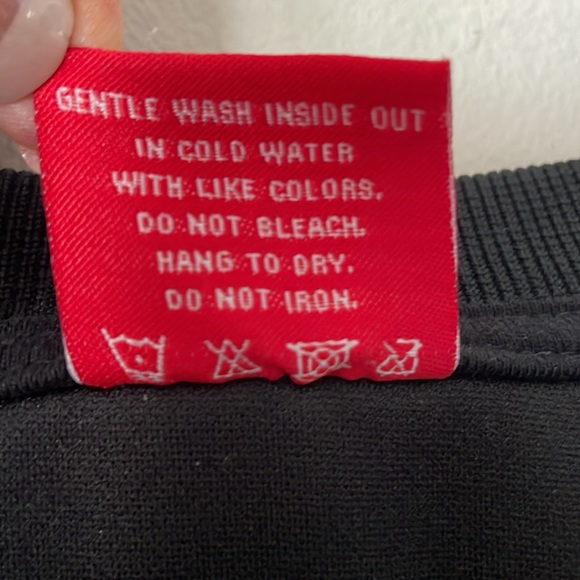 GENTLE WASH INSIDE OUT
IN COLD WATER
WITH LIKE COLORS.
DO NOT BLEACH.
HANG TO DRY.
DO NOT IRON.